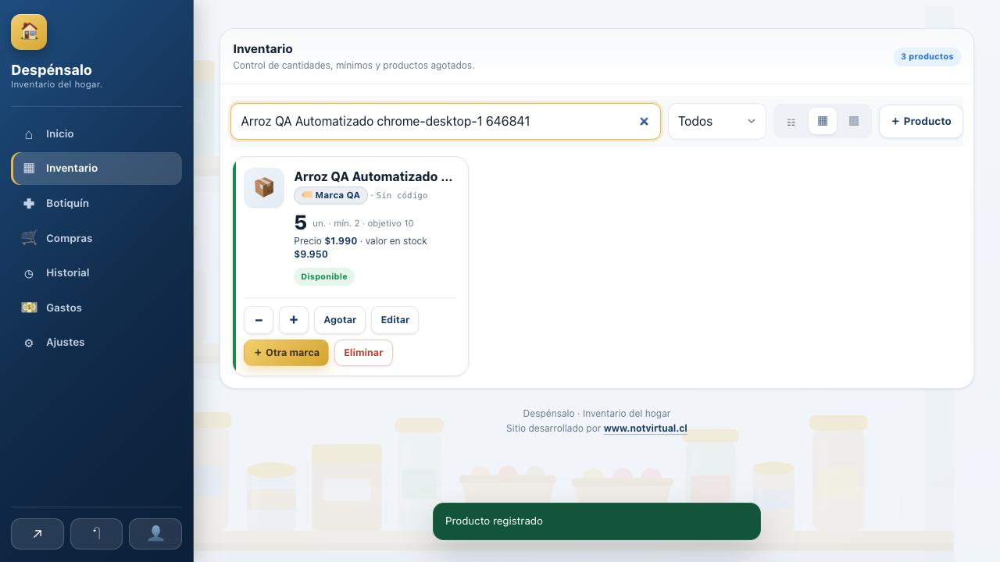 Despénsalo
Inventario del hogar.
Inicio
Inventario
Botiquín
Compras
Historial
Gastos
Ajustes
Inventario
Control de cantidades, mínimos y productos agotados.
3 productos
Arroz QA Automatizado chrome-desktop-1 646841
Todos
+ Producto
Arroz QA Automatizado ...
Marca QA · Sin código
5 un. · mín. 2 · objetivo 10
Precio $1.990 · valor en stock
$9.950
Disponible
− + Agotar Editar
+ Otra marca Eliminar
Despénsalo · Inventario del hogar
Sitio desarrollado por www.notvirtual.cl
Producto registrado